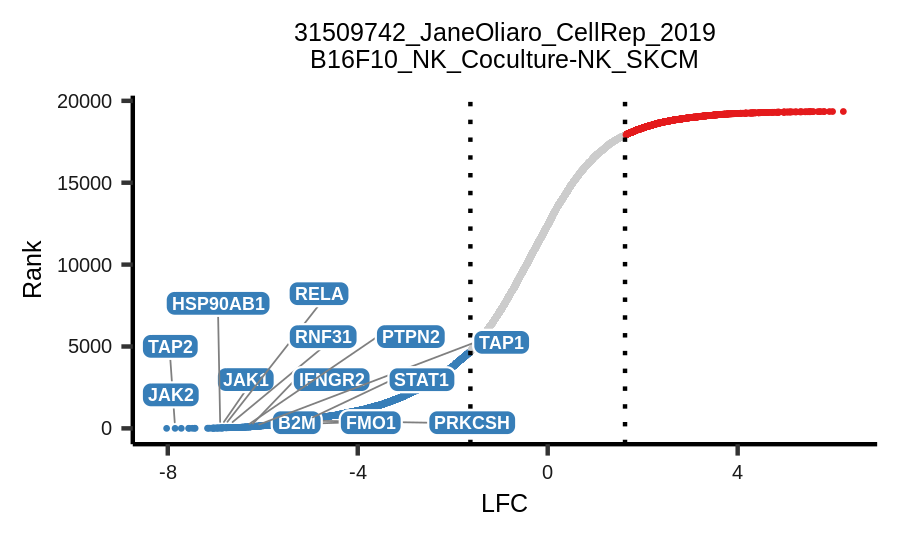 31509742_JaneOliaro_CellRep_2019
B16F10_NK_Coculture-NK_SKCM
Rank
20000
15000
10000
5000
0
RELA
HSP90AB1
RNF31
PTPN2
TAP1
TAP2
JAK1
IFNGR2
STAT1
JAK2
B2M
FMO1
PRKCSH
-8
-4
0
4
LFC